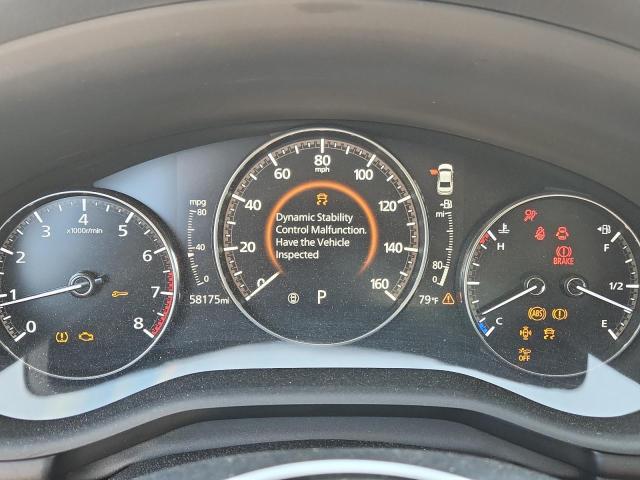 4
3 5
x1000r/min
2 6
1 7
0 8
mpg
80
40
0
58175mi
80
mph
60 100
40 120
20 140
0 160
Dynamic Stability
Control Malfunction.
Have the Vehicle
Inspected
P
mi
80
0
79°F
H
C
BRAKE
ABS
OFF
F
1/2
E